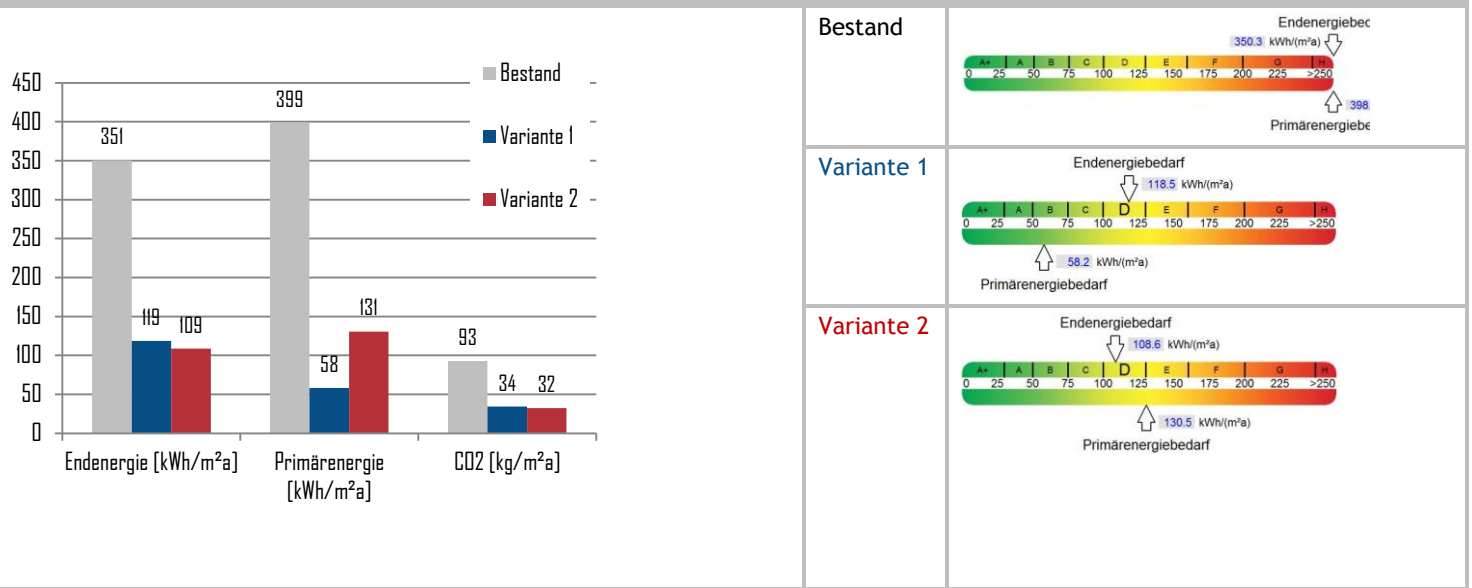 450
400
350
300
250
200
150
100
50
0
351
119
109
399
58
131
93
34
32
Bestand
Variante 1
Variante 2
Endenergie [kWh/m²a]
Primärenergie
[kWh/m²a]
CO2 [kg/m²a]
Bestand
Endenergiebec
350.3 kWh/(m²a)
A+ A B C D E F G H
0 25 50 75 100 125 150 175 200 225 >250
398.
Primärenergiebe
Variante 1
Endenergiebedarf
118.5 kWh/(m²a)
A+ A B C D E F G H
0 25 50 75 100 125 150 175 200 225 >250
58.2 kWh/(m²a)
Primärenergiebedarf
Variante 2
Endenergiebedarf
108.6 kWh/(m²a)
A+ A B C D E F G H
0 25 50 75 100 125 150 175 200 225 >250
130.5 kWh/(m²a)
Primärenergiebedarf